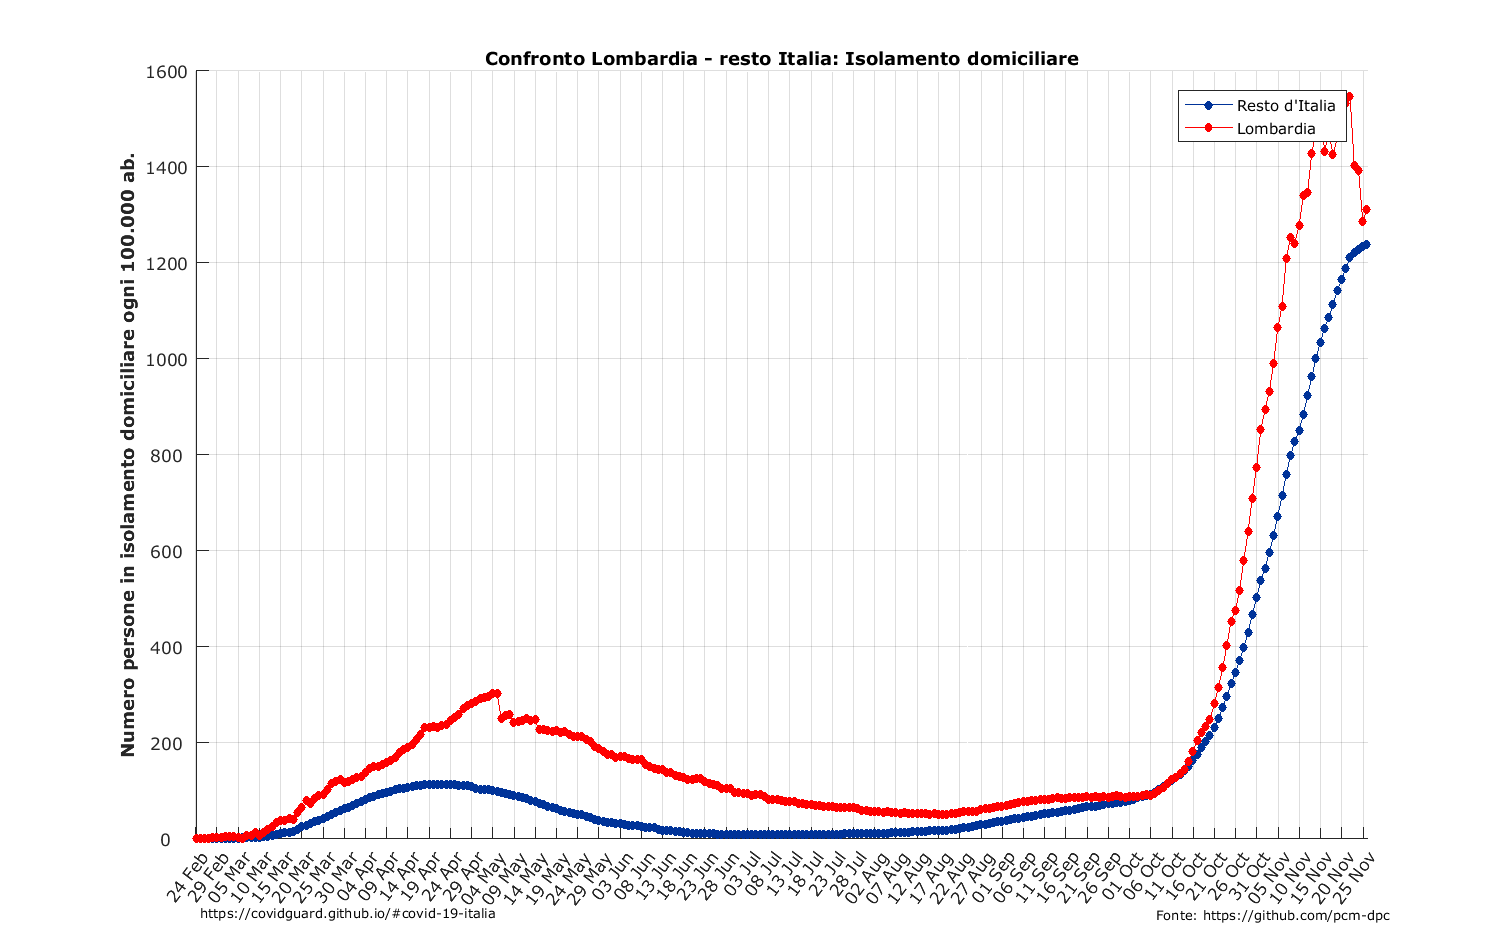 Confronto Lombardia - resto Italia: Isolamento domiciliare
Numero persone in isolamento domiciliare ogni 100.000 ab.
1600
1400
1200
1000
800
600
400
200
0
Resto d'Italia
Lombardia
24 Feb
29 Feb
05 Mar
10 Mar
15 Mar
20 Mar
25 Mar
30 Mar
04 Apr
09 Apr
14 Apr
19 Apr
24 Apr
29 Apr
04 May
09 May
14 May
19 May
24 May
29 May
03 Jun
08 Jun
13 Jun
18 Jun
23 Jun
28 Jun
03 Jul
08 Jul
13 Jul
18 Jul
23 Jul
28 Jul
02 Aug
07 Aug
12 Aug
17 Aug
22 Aug
27 Aug
01 Sep
06 Sep
11 Sep
16 Sep
21 Sep
26 Sep
01 Oct
06 Oct
11 Oct
16 Oct
21 Oct
26 Oct
31 Oct
05 Nov
10 Nov
15 Nov
20 Nov
25 Nov
https://covidguard.github.io/#covid-19-italia
Fonte: https://github.com/pcm-dpc